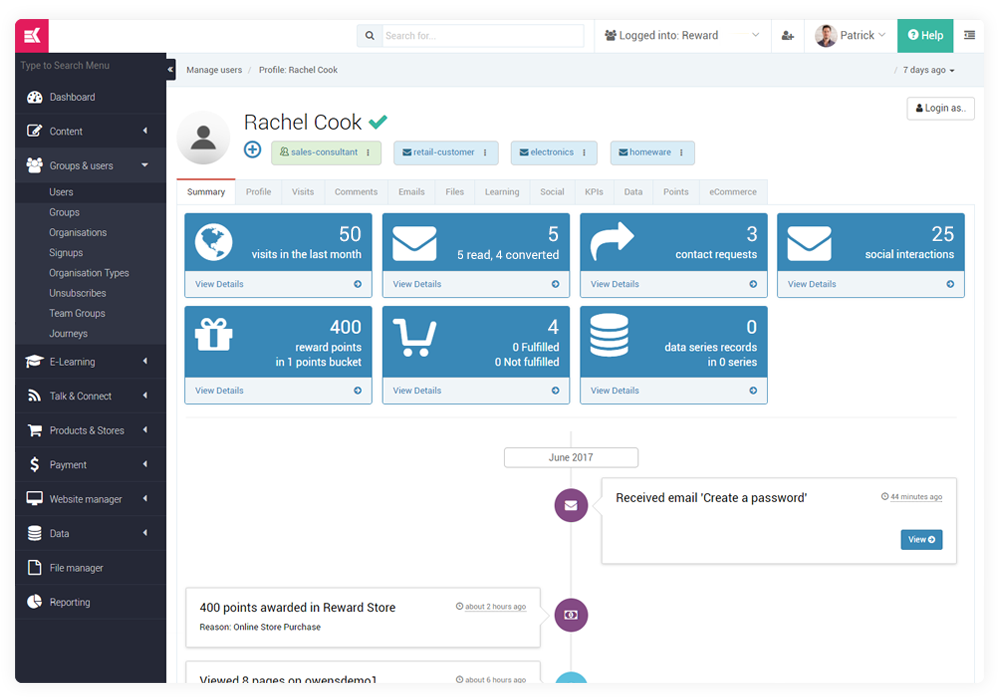 Search for...
Logged into: Reward
Patrick
Help
Type to Search Menu
Dashboard
Content
Groups & users
Users
Groups
Organisations
Signups
Organisation Types
Unsubscribes
Team Groups
Journeys
E-Learning
Talk & Connect
Products & Stores
Payment
Website manager
Data
File manager
Reporting
Manage users / Profile: Rachel Cook
/ 7 days ago
Login as..
Rachel Cook
sales-consultant
retail-customer
electronics
homeware
Summary Profile Visits Comments Emails Files Learning Social KPIs Data Points eCommerce
50
visits in the last month
View Details
5
5 read, 4 converted
View Details
3
contact requests
View Details
25
social interactions
View Details
400
reward points
in 1 points bucket
View Details
4
0 Fulfilled
0 Not fulfilled
View Details
0
data series records
in 0 series
View Details
June 2017
Received email 'Create a password'
44 minutes ago
View
400 points awarded in Reward Store
about 2 hours ago
Reason: Online Store Purchase
Viewed 8 pages on owensdemo1
about 6 hours ago